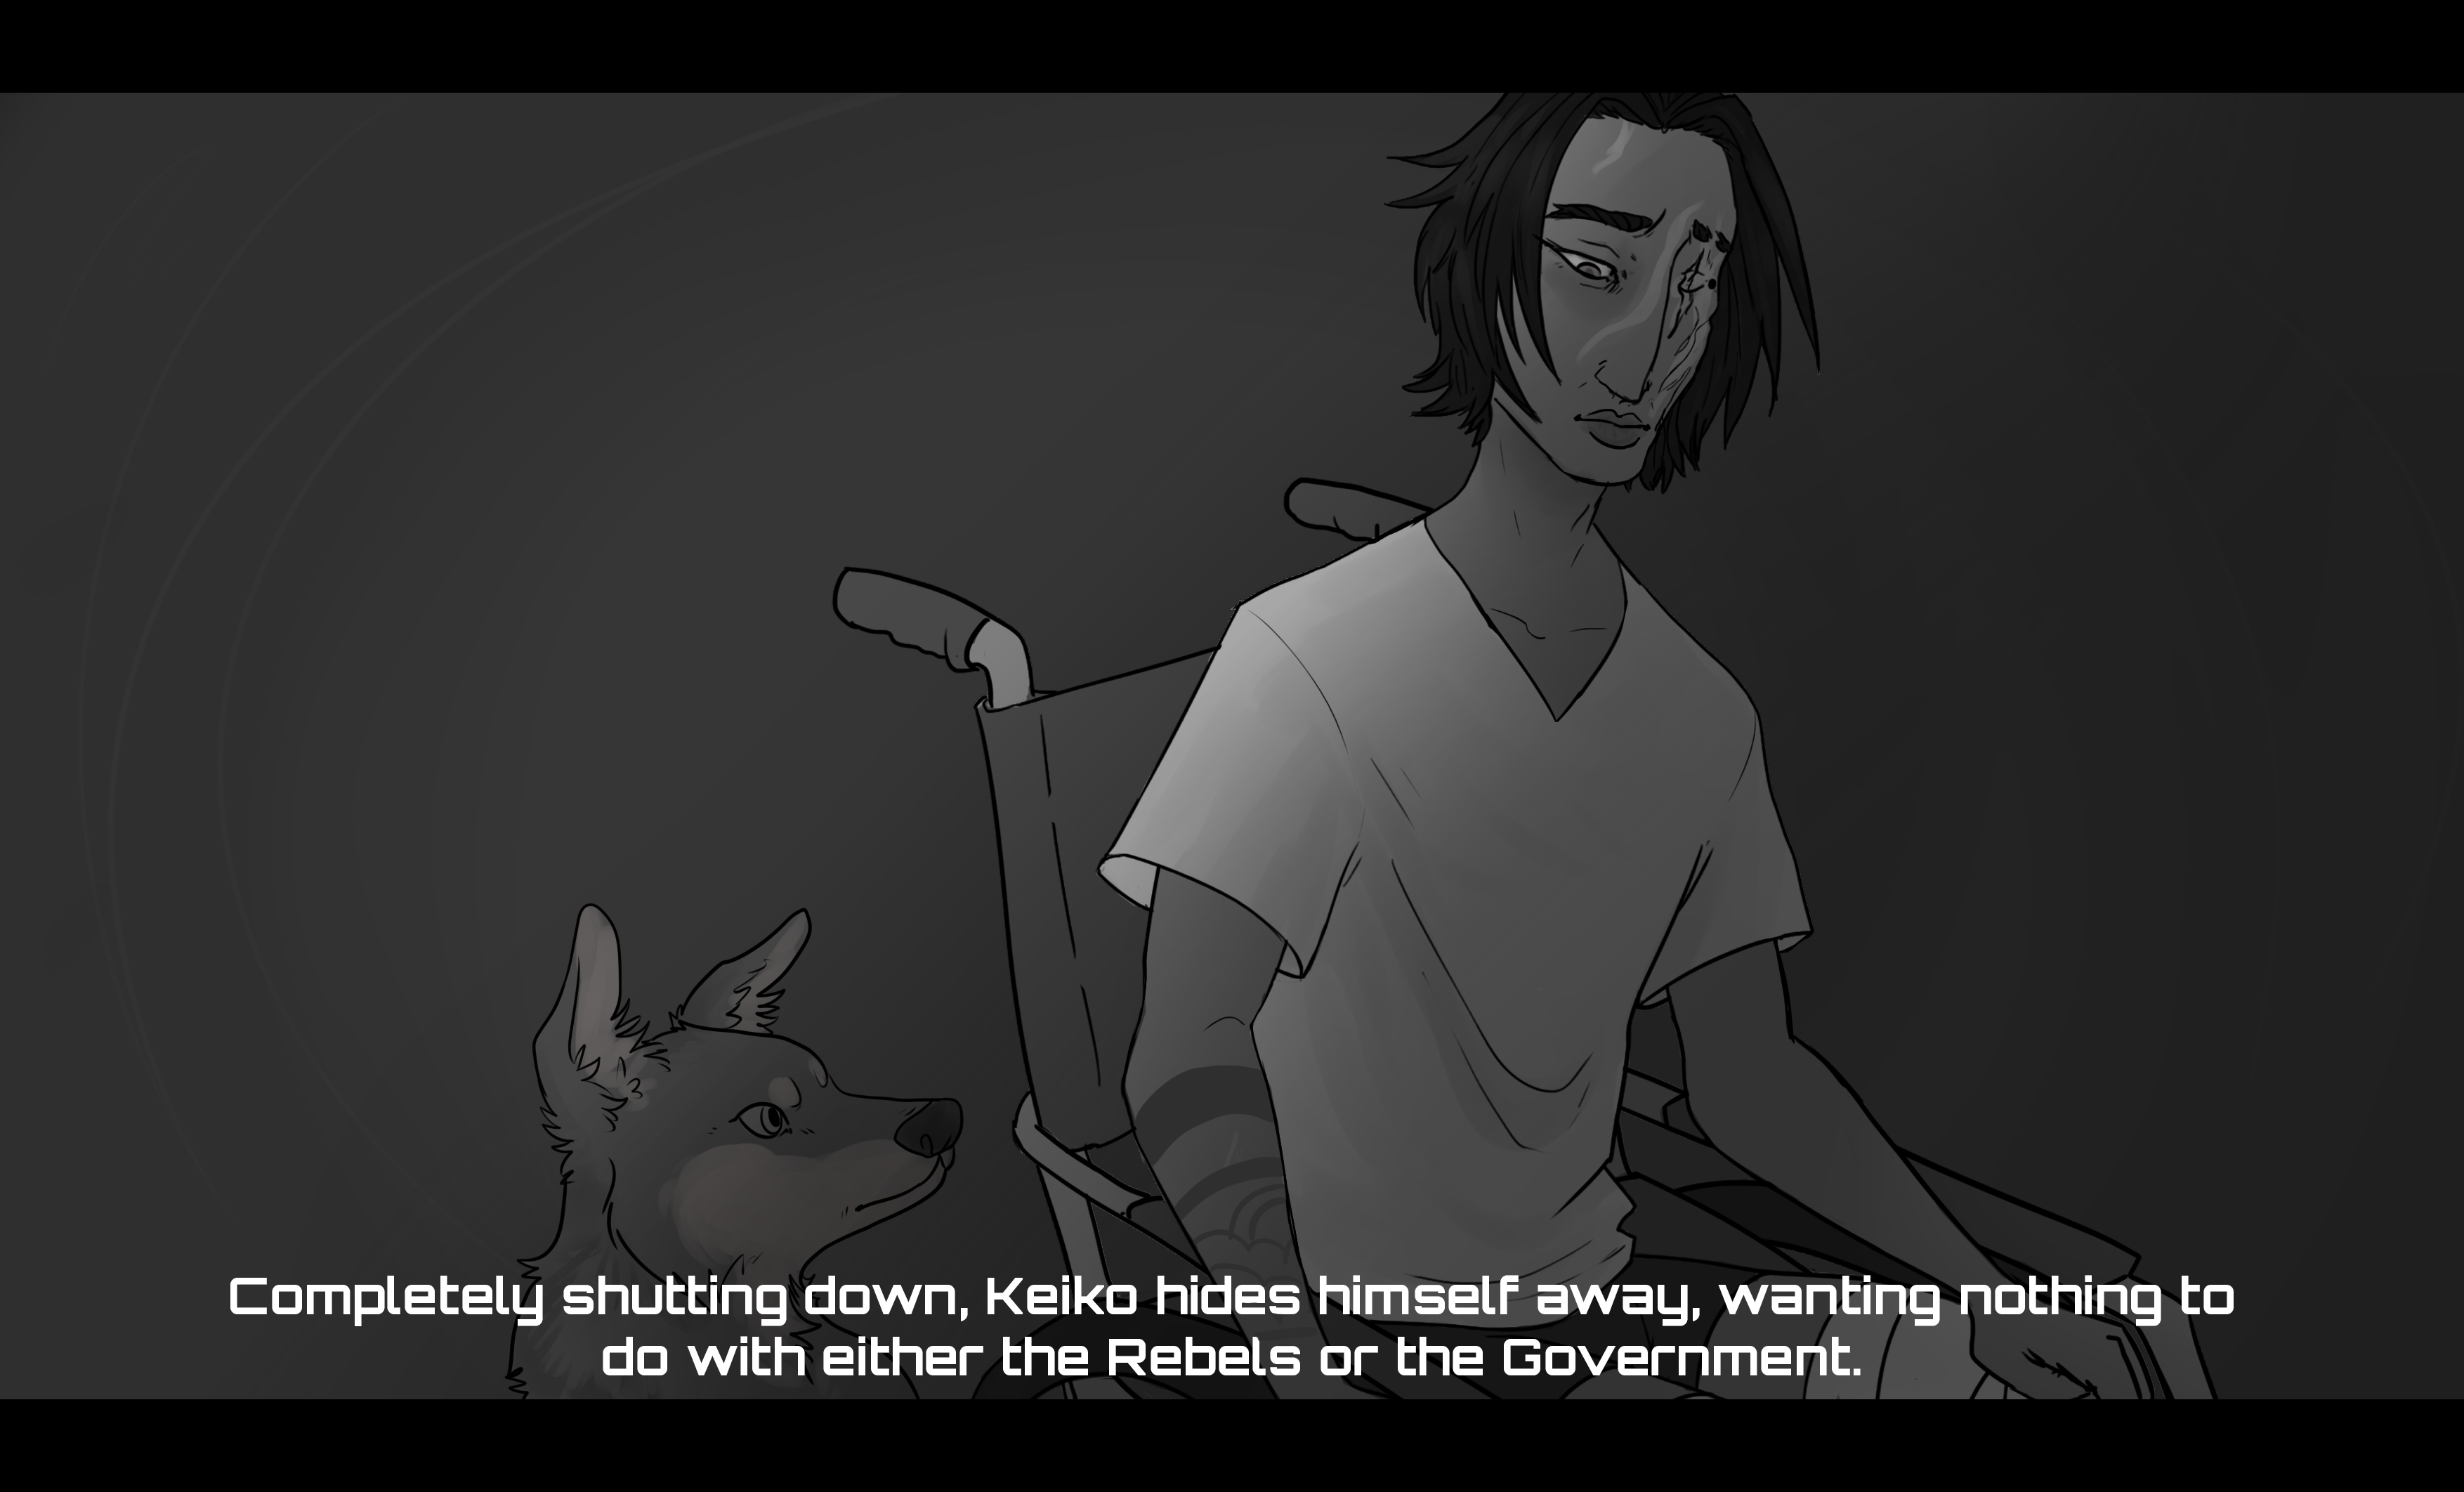 Completely shutting down, Keiko hides himself away, wanting nothing to
do with either the Rebels or the Government.